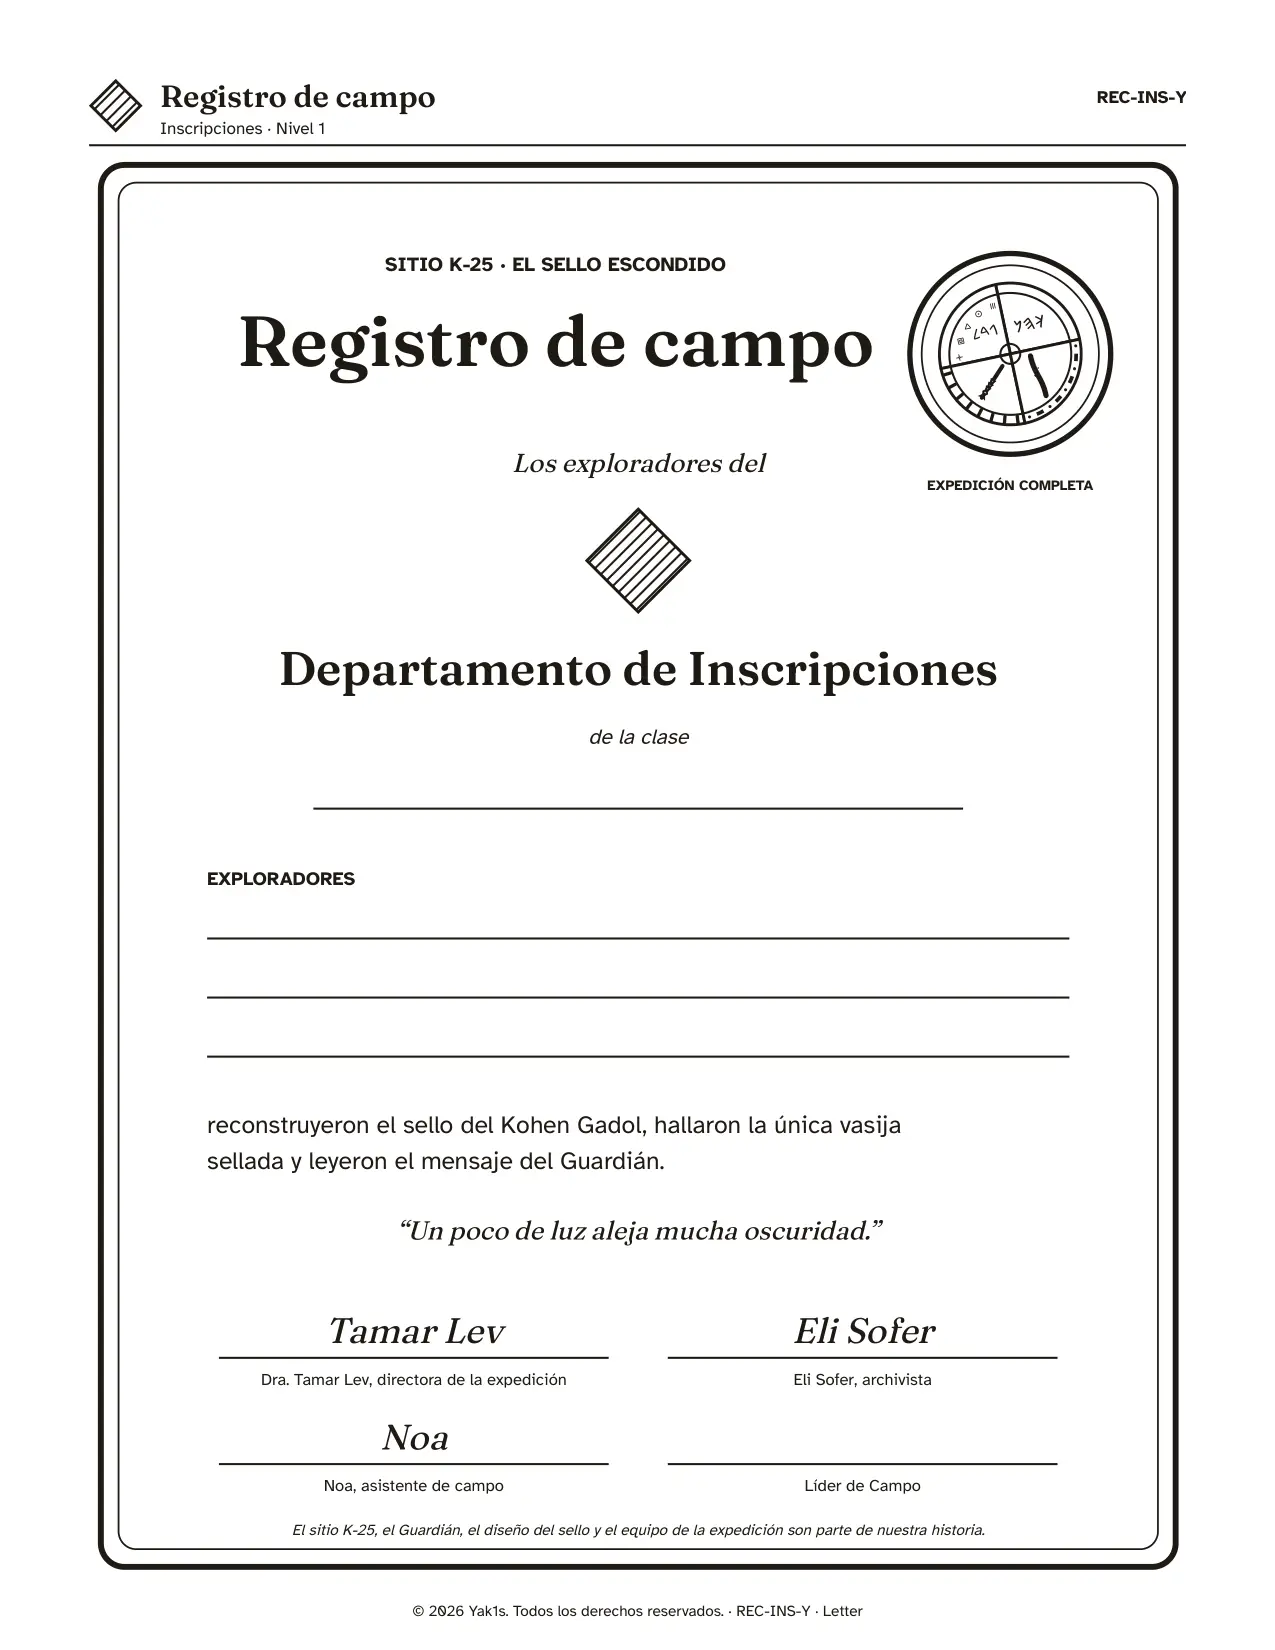 Registro de campo
Inscripciones · Nivel 1
REC-INS-Y
SITIO K-25 · EL SELLO ESCONDIDO
Registro de campo
EXPEDICIÓN COMPLETA
Los exploradores del
Departamento de Inscripciones
de la clase
EXPLORADORES
reconstruyeron el sello del Kohen Gadol, hallaron la única vasija
sellada y leyeron el mensaje del Guardián.
“Un poco de luz aleja mucha oscuridad.”
Tamar Lev
Dra. Tamar Lev, directora de la expedición
Eli Sofer
Eli Sofer, archivista
Noa
Noa, asistente de campo
Líder de Campo
El sitio K-25, el Guardián, el diseño del sello y el equipo de la expedición son parte de nuestra historia.
© 2026 Yak1s. Todos los derechos reservados. · REC-INS-Y · Letter